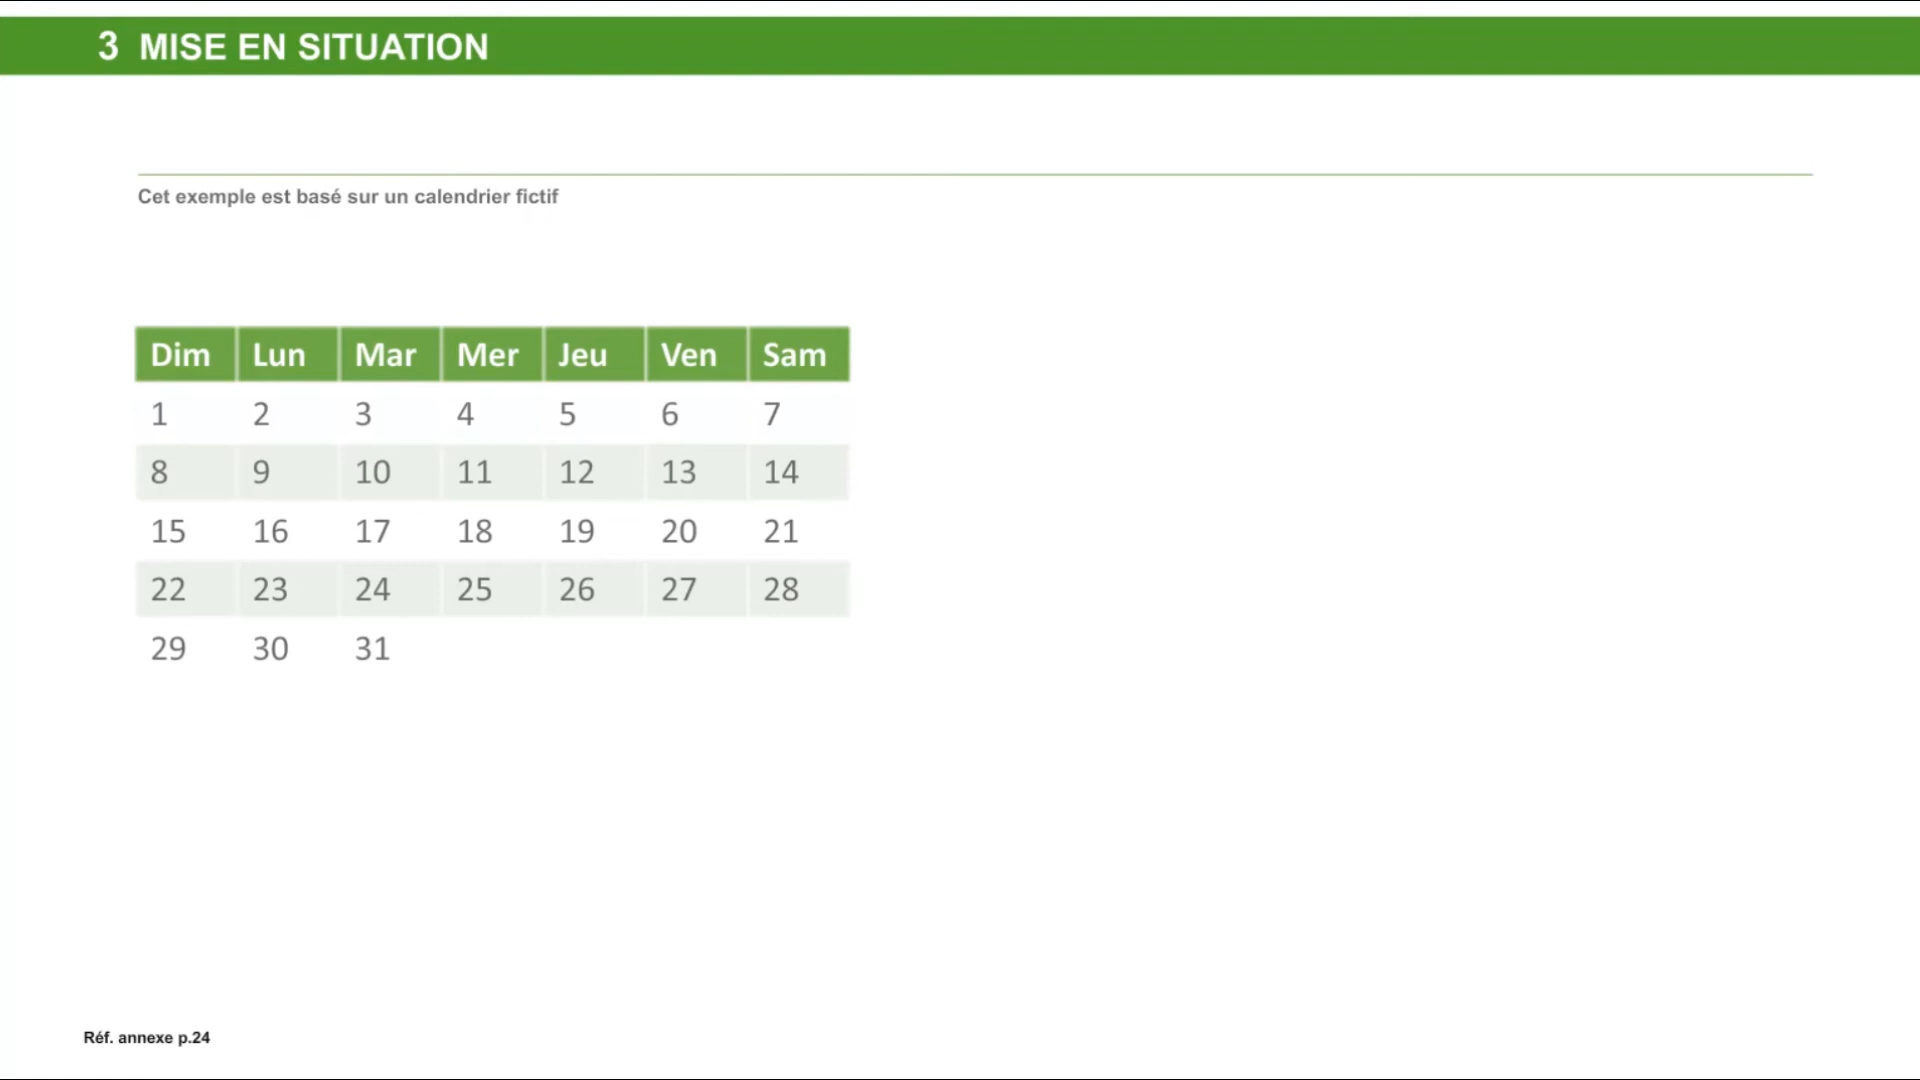 3 MISE EN SITUATION
Cet exemple est basé sur un calendrier fictif
Dim Lun Mar Mer Jeu Ven Sam
1 2 3 4 5 6 7
8 9 10 11 12 13 14
15 16 17 18 19 20 21
22 23 24 25 26 27 28
29 30 31
Réf. annexe p.24